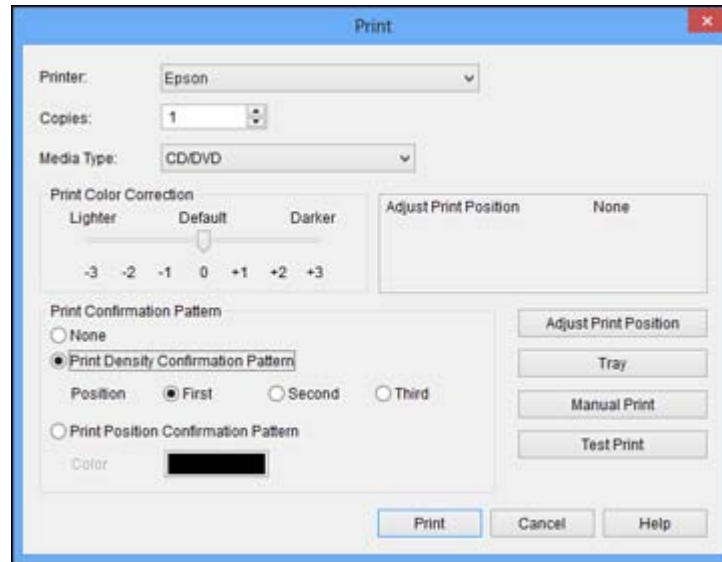 Print
Printer: Epson
Copies: 1
Media Type: CD/DVD
Print Color Correction
Lighter Default Darker
-3 -2 -1 0 +1 +2 +3
Adjust Print Position None
Print Confirmation Pattern
None
Print Density Confirmation Pattern
Position First Second Third
Print Position Confirmation Pattern
Color
Adjust Print Position
Tray
Manual Print
Test Print
Print Cancel Help